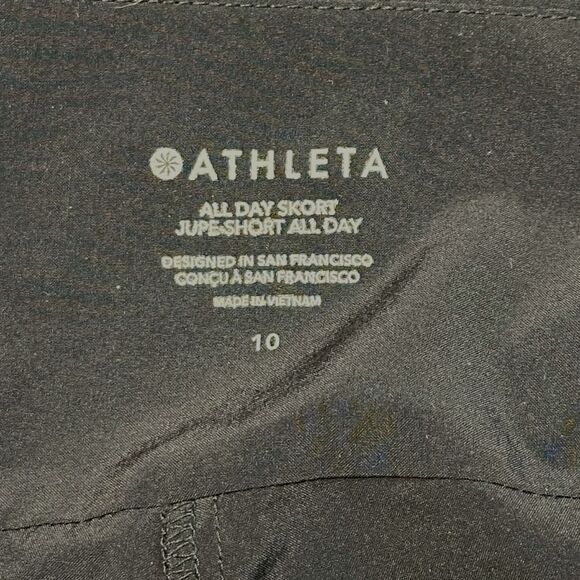 ATHLETA
ALL DAY SKORT
JUPE-SHORT ALL DAY
DESIGNED IN SAN FRANCISCO
CONÇU À SAN FRANCISCO
MADE IN VIETNAM
10